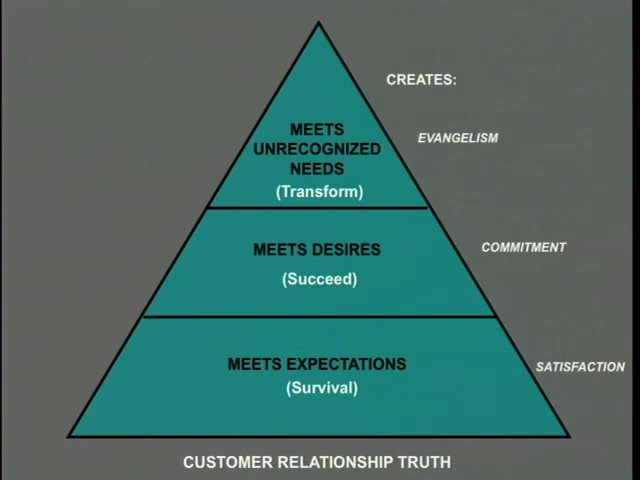 CREATES:
MEETS
UNRECOGNIZED
NEEDS
(Transform)
EVANGELISM
MEETS DESIRES
(Succeed)
COMMITMENT
MEETS EXPECTATIONS
(Survival)
SATISFACTION
CUSTOMER RELATIONSHIP TRUTH